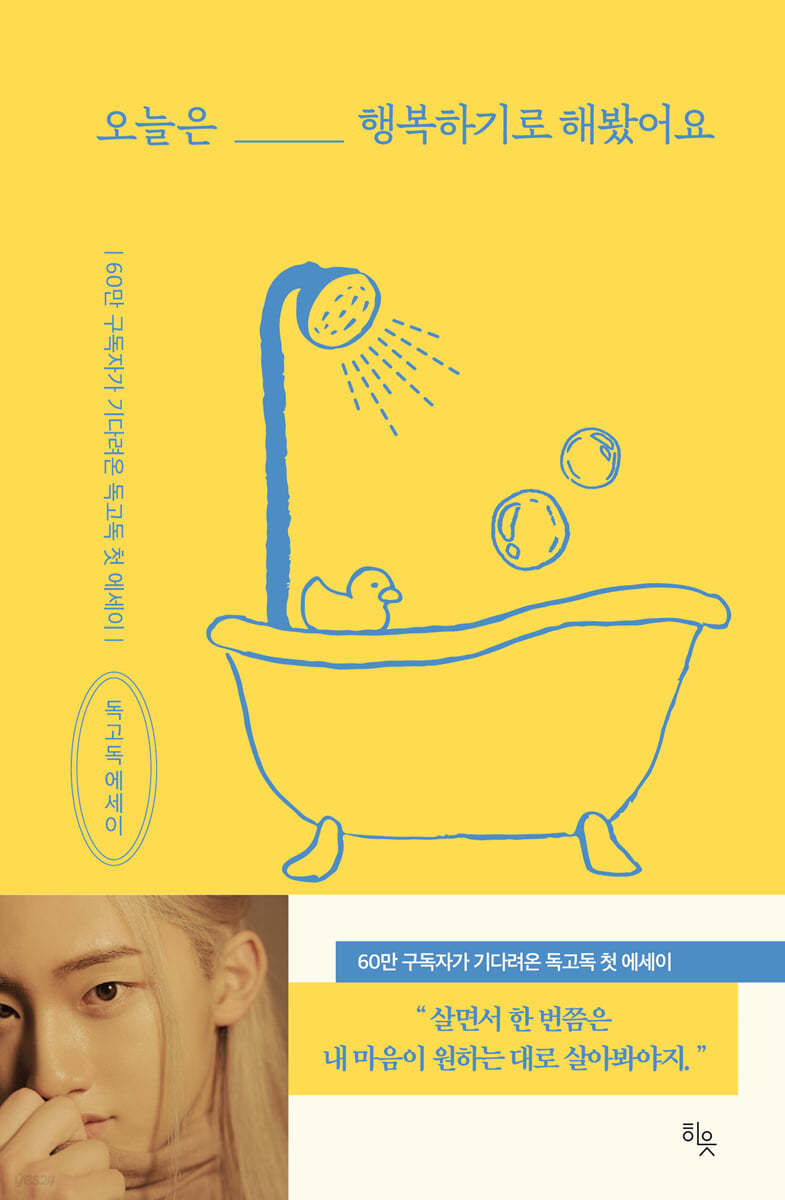 오늘은 ______ 행복하기로 해봤어요
| 60만 구독자가 기다려온 독고독 첫 에세이 |
독고독 에세이
60만 구독자가 기다려온 독고독 첫 에세이
“ 살면서 한 번쯤은
내 마음이 원하는 대로 살아봐야지. ”
히읏
yes24